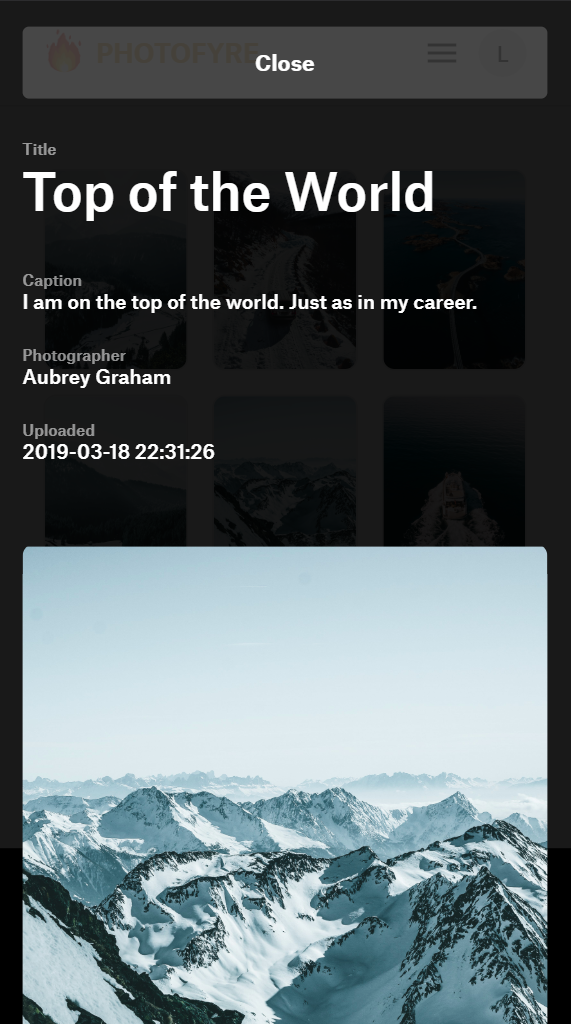 PHOTOFYRE
L
Close
Title
Top of the World
Caption
I am on the top of the world. Just as in my career.
Photographer
Aubrey Graham
Uploaded
2019-03-18 22:31:26